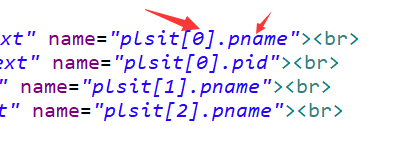 ext" name="plsit[0].pname"><br>
ext" name="plsit[0].pid"><br>
" name="plsit[1].pname"><br>
t" name="plsit[2].pname"><br>